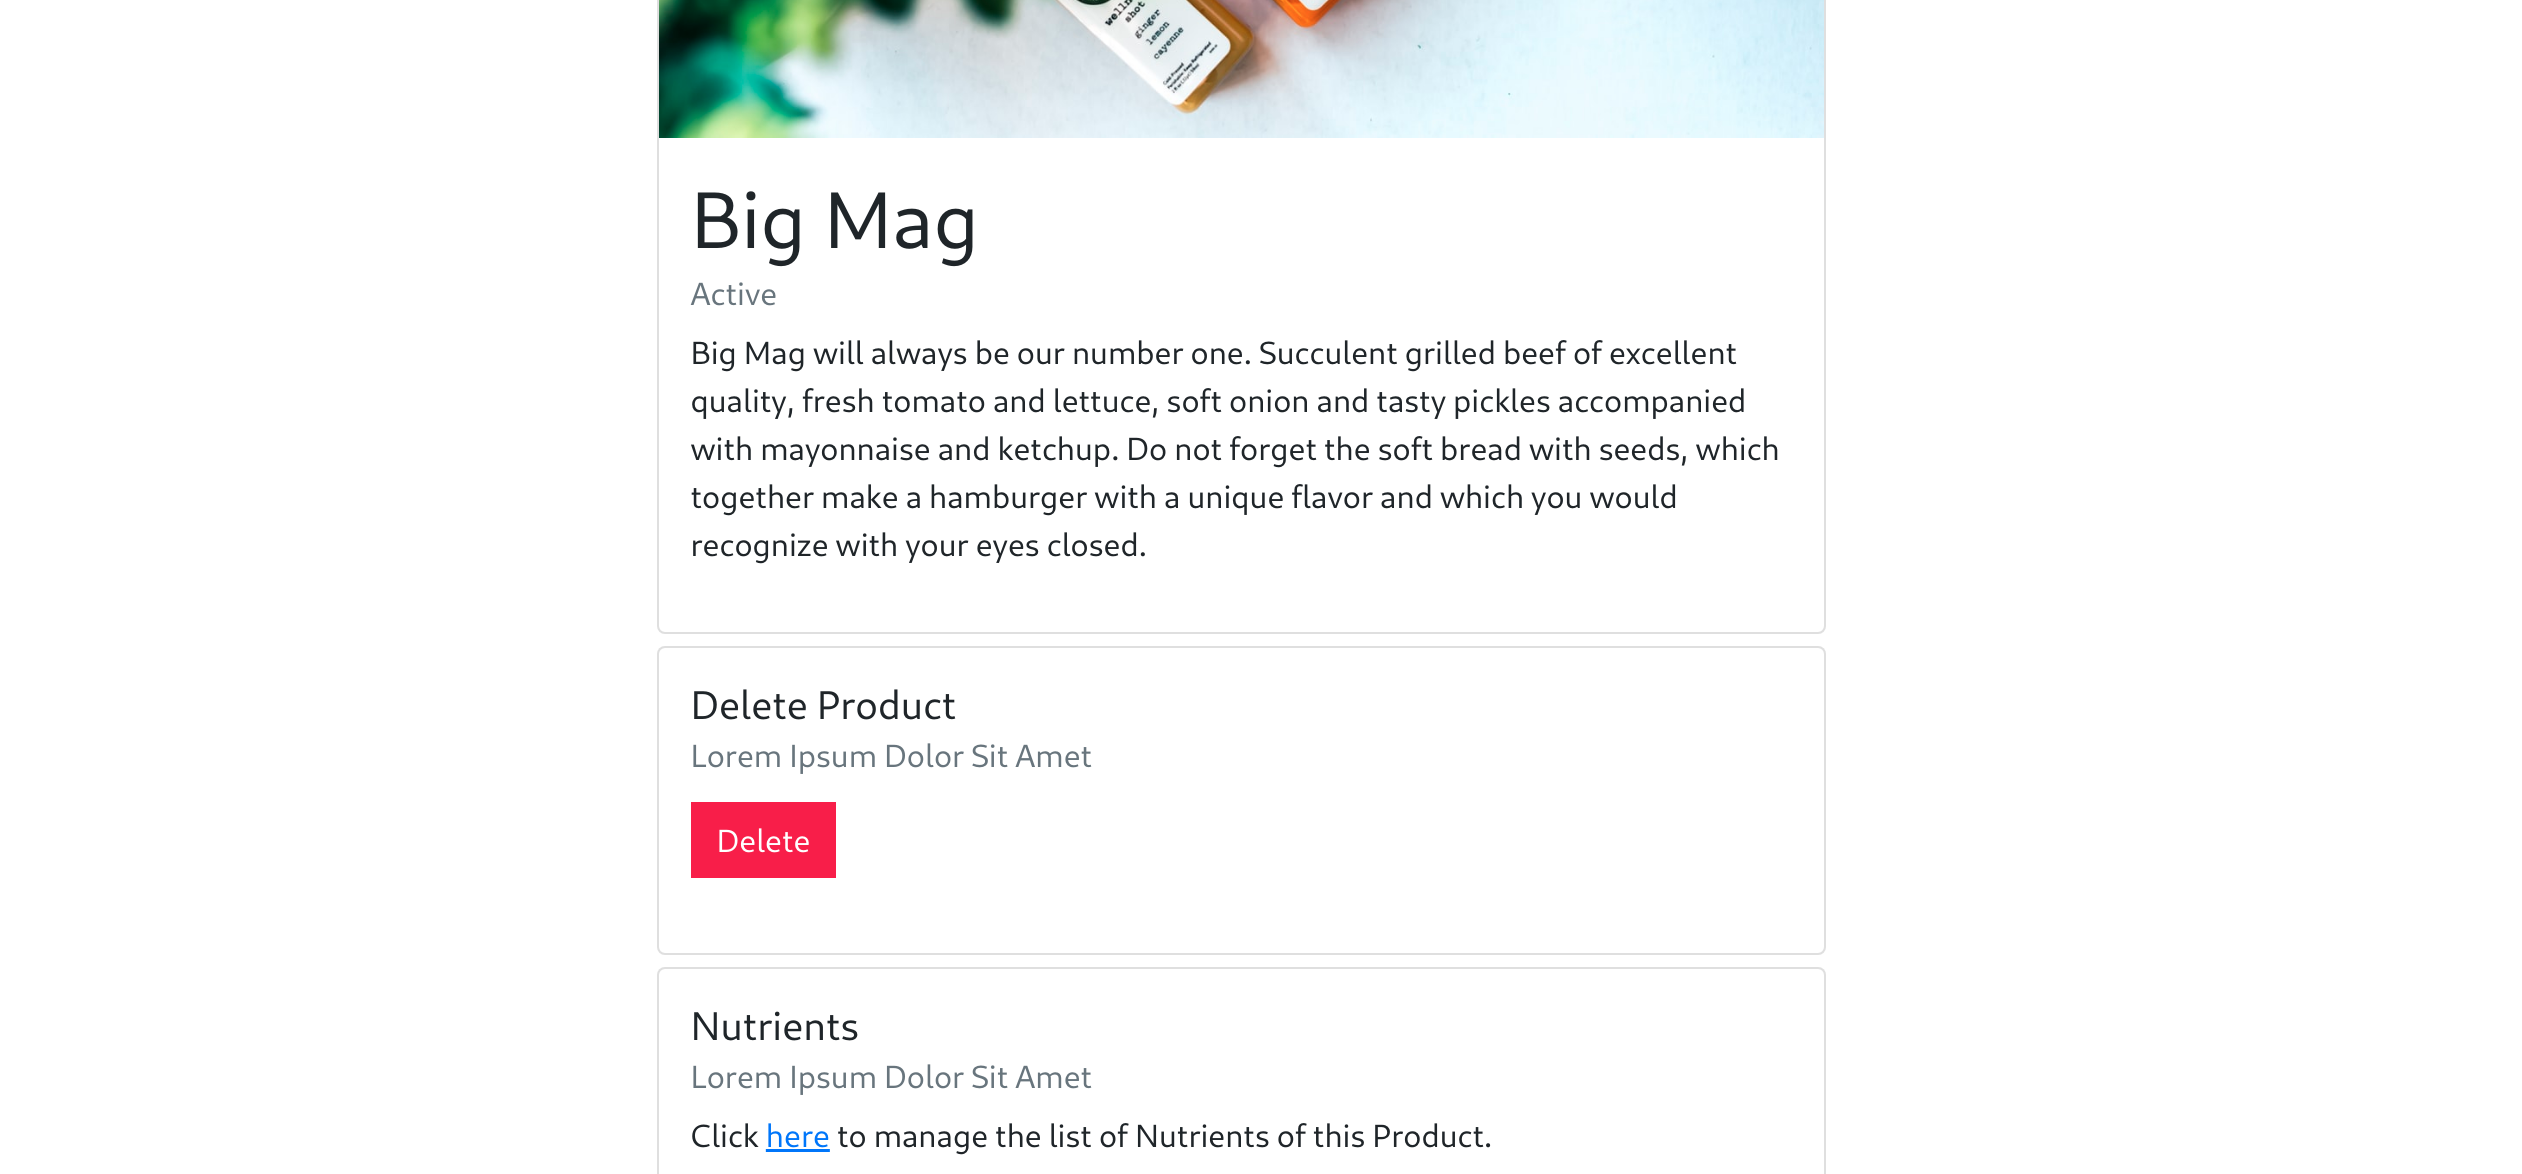 shot
ginger
lemon
cayenne
Big Mag
Active
Big Mag will always be our number one. Succulent grilled beef of excellent
quality, fresh tomato and lettuce, soft onion and tasty pickles accompanied
with mayonnaise and ketchup. Do not forget the soft bread with seeds, which
together make a hamburger with a unique flavor and which you would
recognize with your eyes closed.
Delete Product
Lorem Ipsum Dolor Sit Amet
Delete
Nutrients
Lorem Ipsum Dolor Sit Amet
Click here to manage the list of Nutrients of this Product.